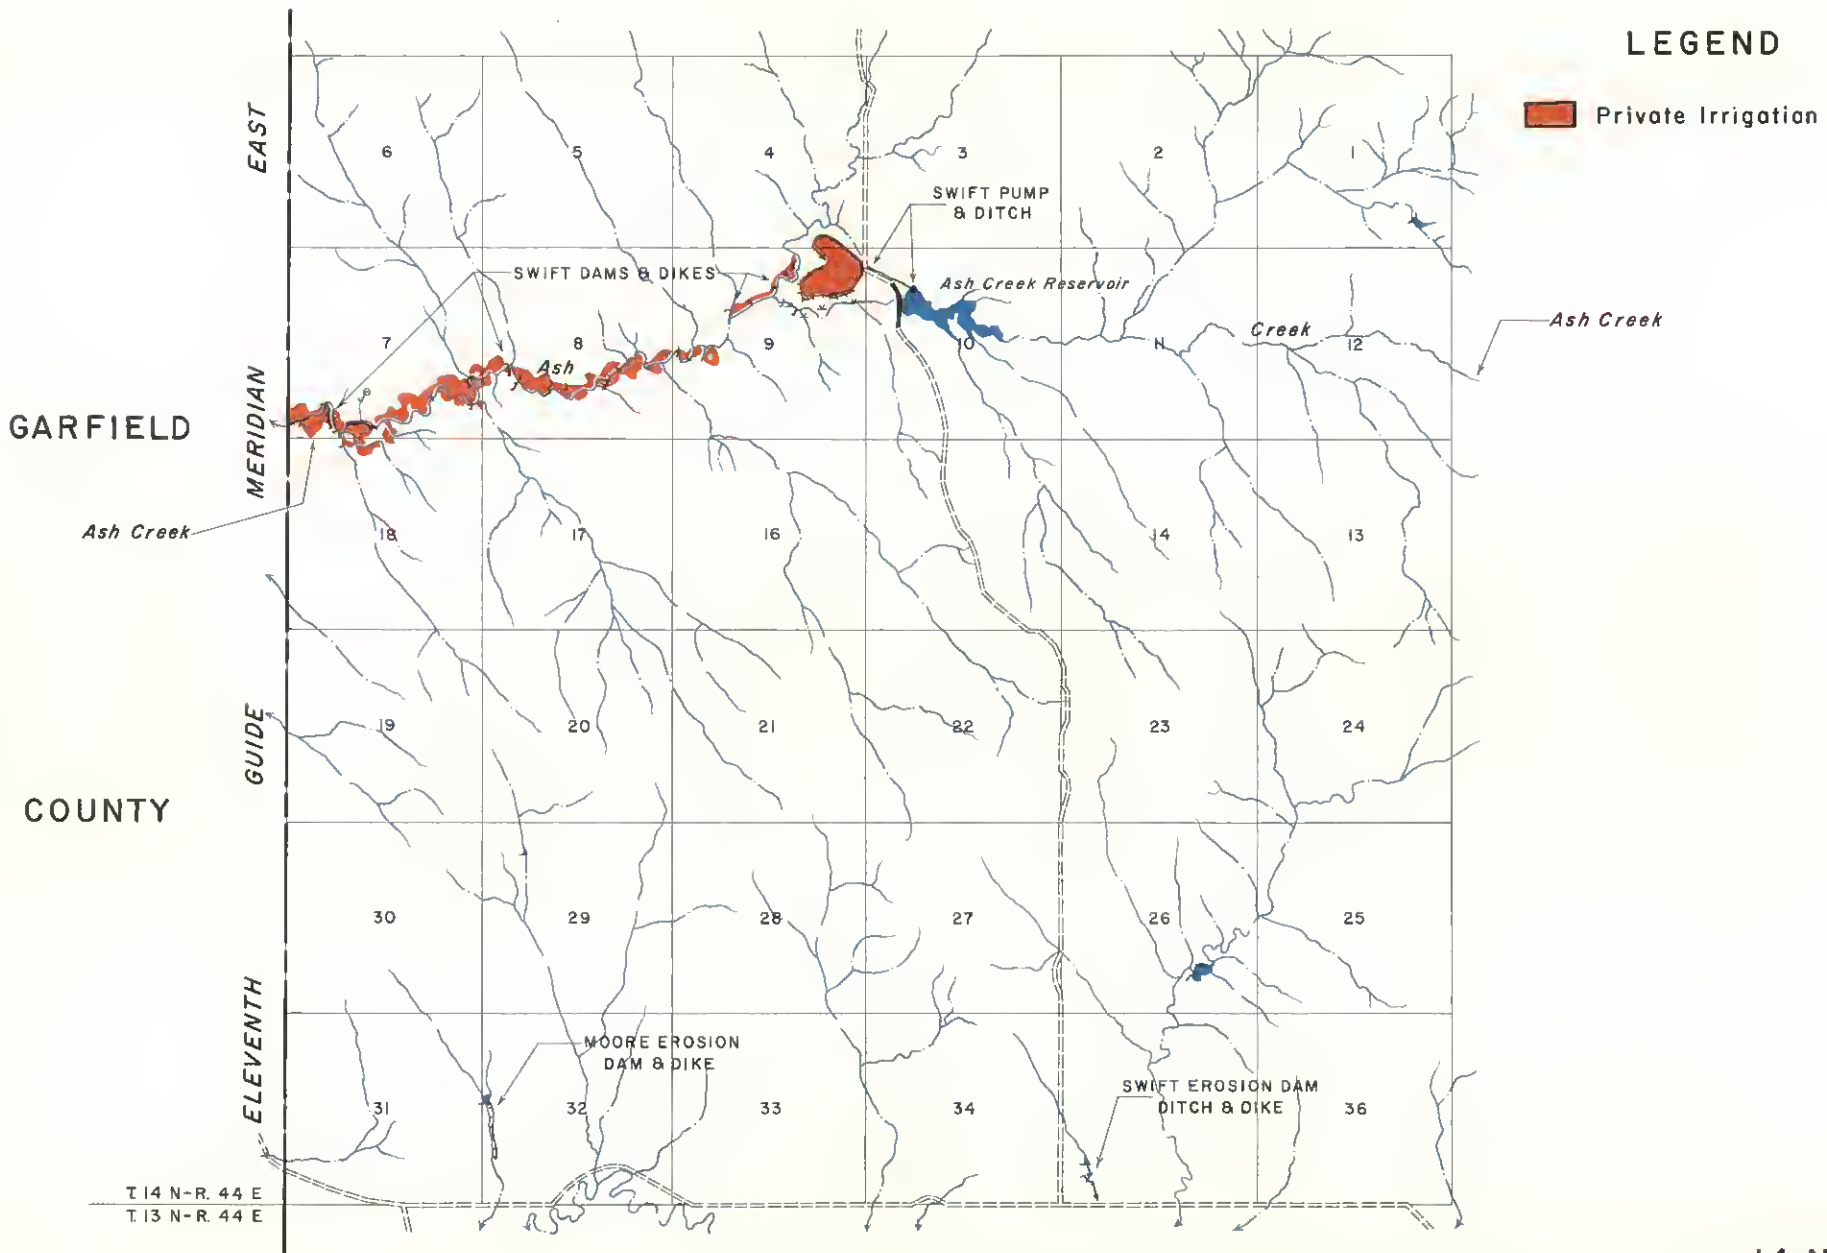 LEGEND
Private Irrigation
EAST
6
5
4
3
2
1
SWIFT PUMP
& DITCH
SWIFT DAMS & DIKES
Ash Creek Reservoir
Ash Creek
Creek
7
8
9
10
N
12
Ash
GARFIELD
MERIDIAN
Ash Creek
18
17
16
14
13
GUIDE
19
20
21
22
23
24
COUNTY
30
29
28
27
26
25
ELEVENTH
MOORE EROSION
DAM & DIKE
SWIFT EROSION DAM
DITCH & DIKE
31
32
33
34
36
T. 14 N-R. 44 E
T. 13 N-R. 44 E